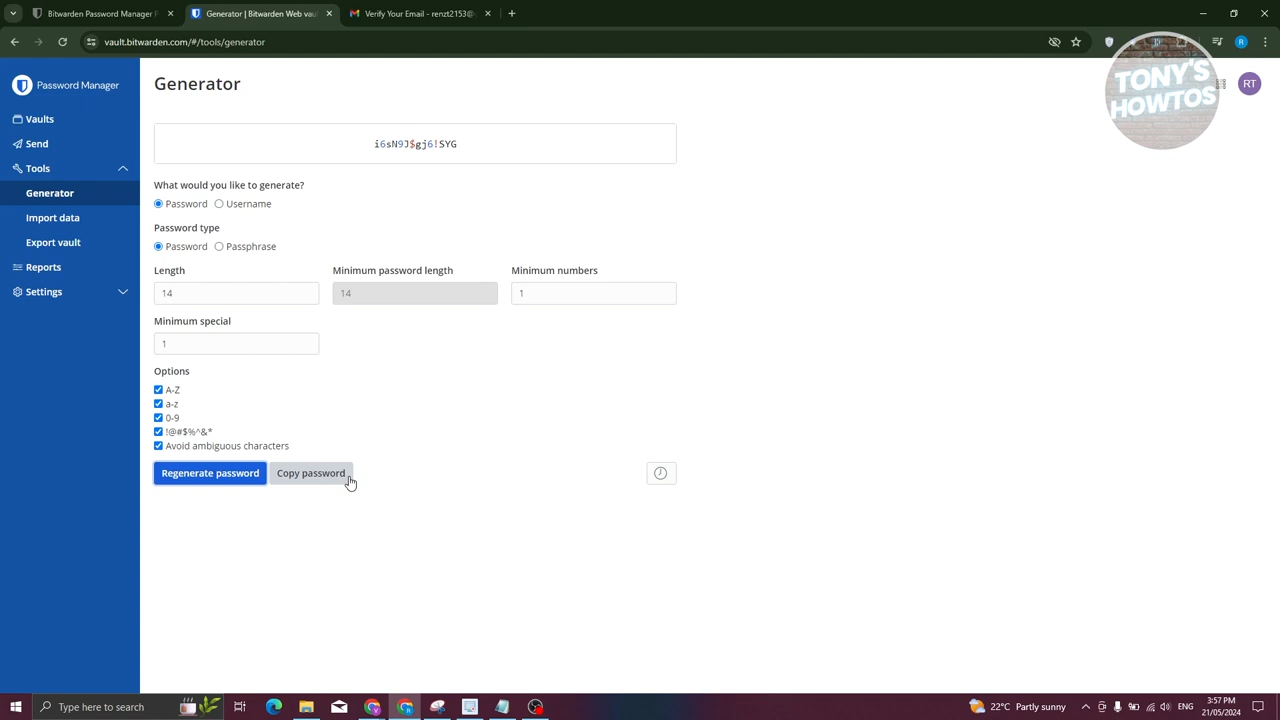 Bitwarden Password Manager P
Generator | Bitwarden Web vau
Verify Your Email - renzt2153@
vault.bitwarden.com/#/tools/generator
R
Password Manager
Generator
TONY'S
HOWTOS
RT
Vaults
Send
Tools
Generator
Import data
Export vault
Reports
Settings
i6sN9J$gj6!SYG
What would you like to generate?
Password Username
Password type
Password Passphrase
Length Minimum password length Minimum numbers
14 14 1
Minimum special
1
Options
A-Z
a-z
0-9
!@#$%^&*
Avoid ambiguous characters
Regenerate password Copy password
Type here to search
22°C Partly sunny
3:57 PM
21/05/2024